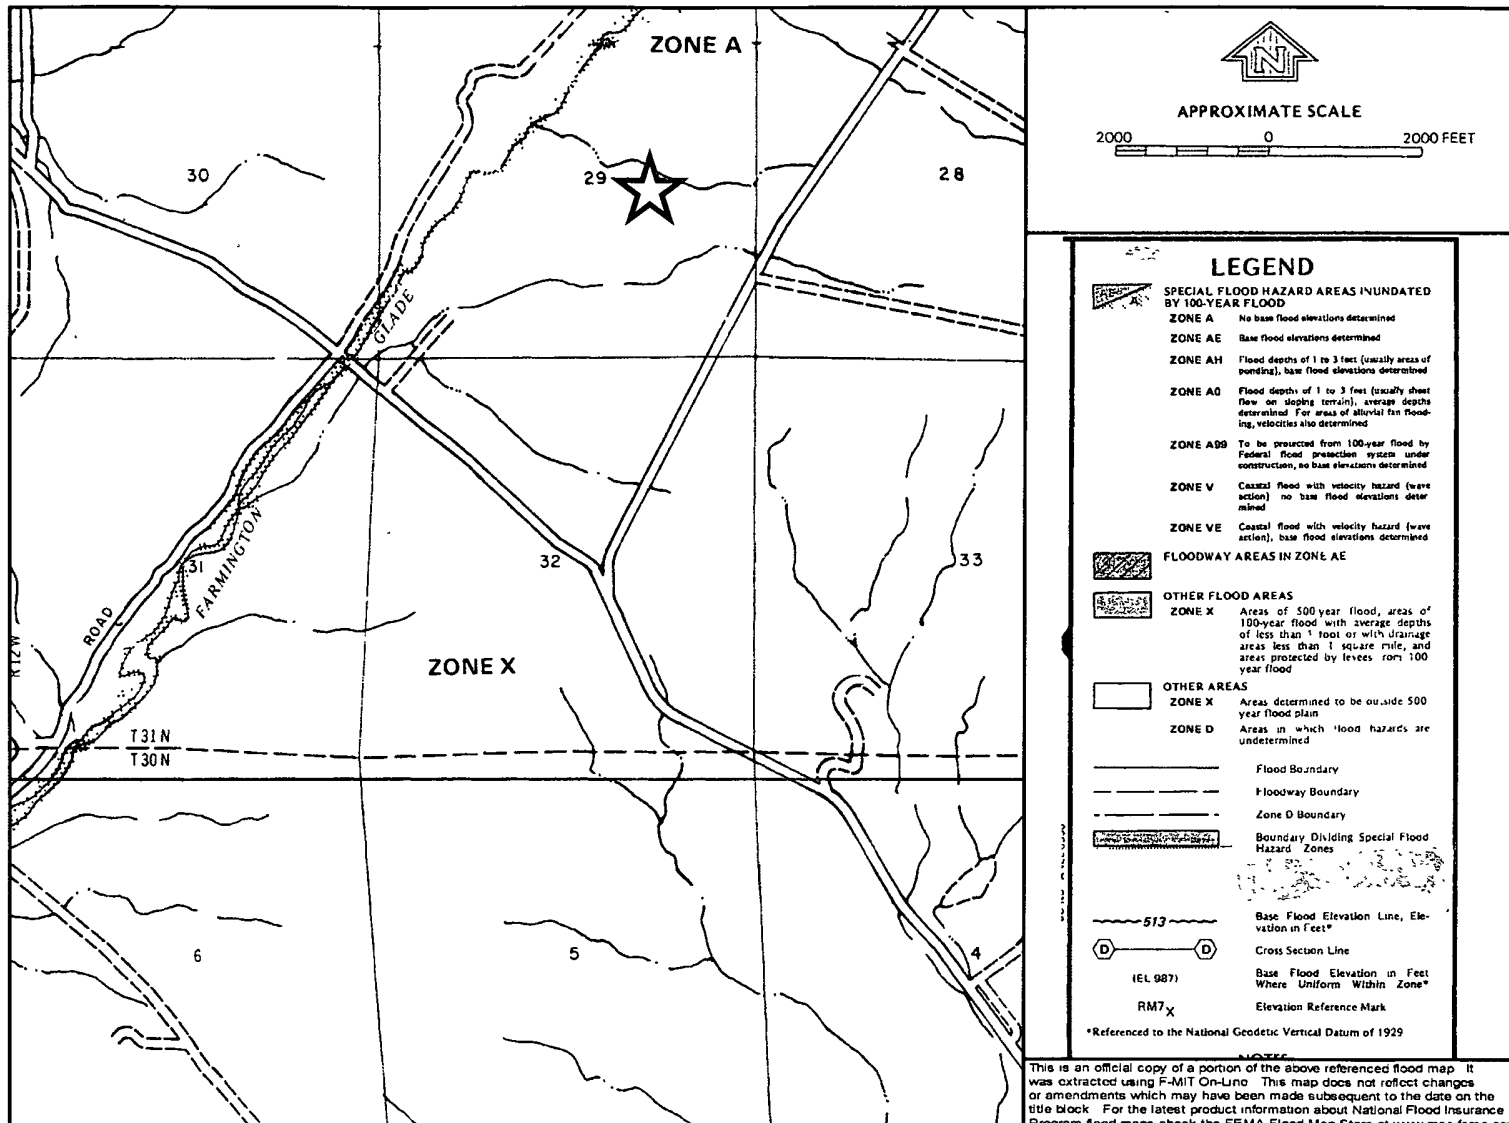 ZONE A
30
29
28
GLADE
31
FARMINGTON
32
33
ROAD
R12W
ZONE X
T31N
T30N
6
5
4
N
APPROXIMATE SCALE
2000 0 2000 FEET
LEGEND
SPECIAL FLOOD HAZARD AREAS INUNDATED
BY 100-YEAR FLOOD
ZONE A No base flood elevations determined
ZONE AE Base flood elevations determined
ZONE AH Flood depths of 1 to 3 feet (usually areas of
ponding), base flood elevations determined
ZONE AO Flood depths of 1 to 3 feet (usually sheet
flow on sloping terrain), average depths
determined For areas of alluvial fan flood-
ing, velocities also determined
ZONE A99 To be protected from 100-year flood by
Federal flood protection system under
construction, no base elevations determined
ZONE V Coastal flood with velocity hazard (wave
action) no base flood elevations deter
mined
ZONE VE Coastal flood with velocity hazard (wave
action), base flood elevations determined
FLOODWAY AREAS IN ZONE AE
OTHER FLOOD AREAS
ZONE X Areas of 500 year flood, areas of
100-year flood with average depths
of less than 1 foot or with drainage
areas less than 1 square mile, and
areas protected by levees rom 100
year flood
OTHER AREAS
ZONE X Areas determined to be outside 500
year flood plain
ZONE D Areas in which flood hazards are
undetermined
Flood Boundary
Floodway Boundary
Zone D Boundary
Boundary Dividing Special Flood
Hazard Zones
513 Base Flood Elevation Line, Ele-
vation in Feet*
D D Cross Section Line
(EL 987) Base Flood Elevation in Feet
Where Uniform Within Zone*
RM7X Elevation Reference Mark
*Referenced to the National Geodetic Vertical Datum of 1929
NOTES
This is an official copy of a portion of the above referenced flood map It
was extracted using F-MIT On-Line This map does not reflect changes
or amendments which may have been made subsequent to the date on the
title block For the latest product information about National Flood Insurance
Program flood maps check the FEMA Flood Map Store at